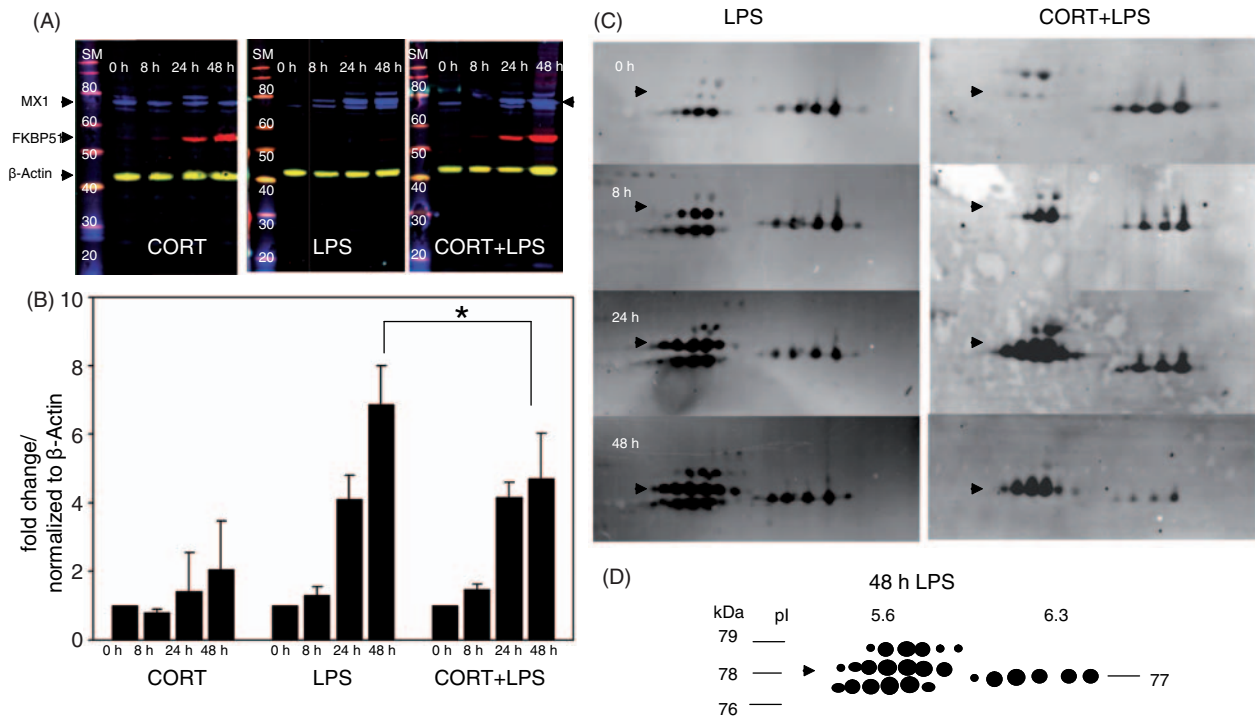 (A)
SM
0 h 8 h 24 h 48 h
80
60
50
40
30
20
MX1
FKBP51
β-Actin
CORT
SM
0 h 8 h 24 h 48 h
80
60
50
40
30
20
LPS
SM
0 h 8 h 24 h 48 h
80
60
50
40
30
20
CORT+LPS
(B)
fold change/
normalized to β-Actin
10
8
6
4
2
0
*
0 h 8 h 24 h 48 h
0 h 8 h 24 h 48 h
0 h 8 h 24 h 48 h
CORT LPS CORT+LPS
(C)
LPS CORT+LPS
0 h
8 h
24 h
48 h
(D)
48 h LPS
kDa pI 5.6 6.3
79
78
77
76